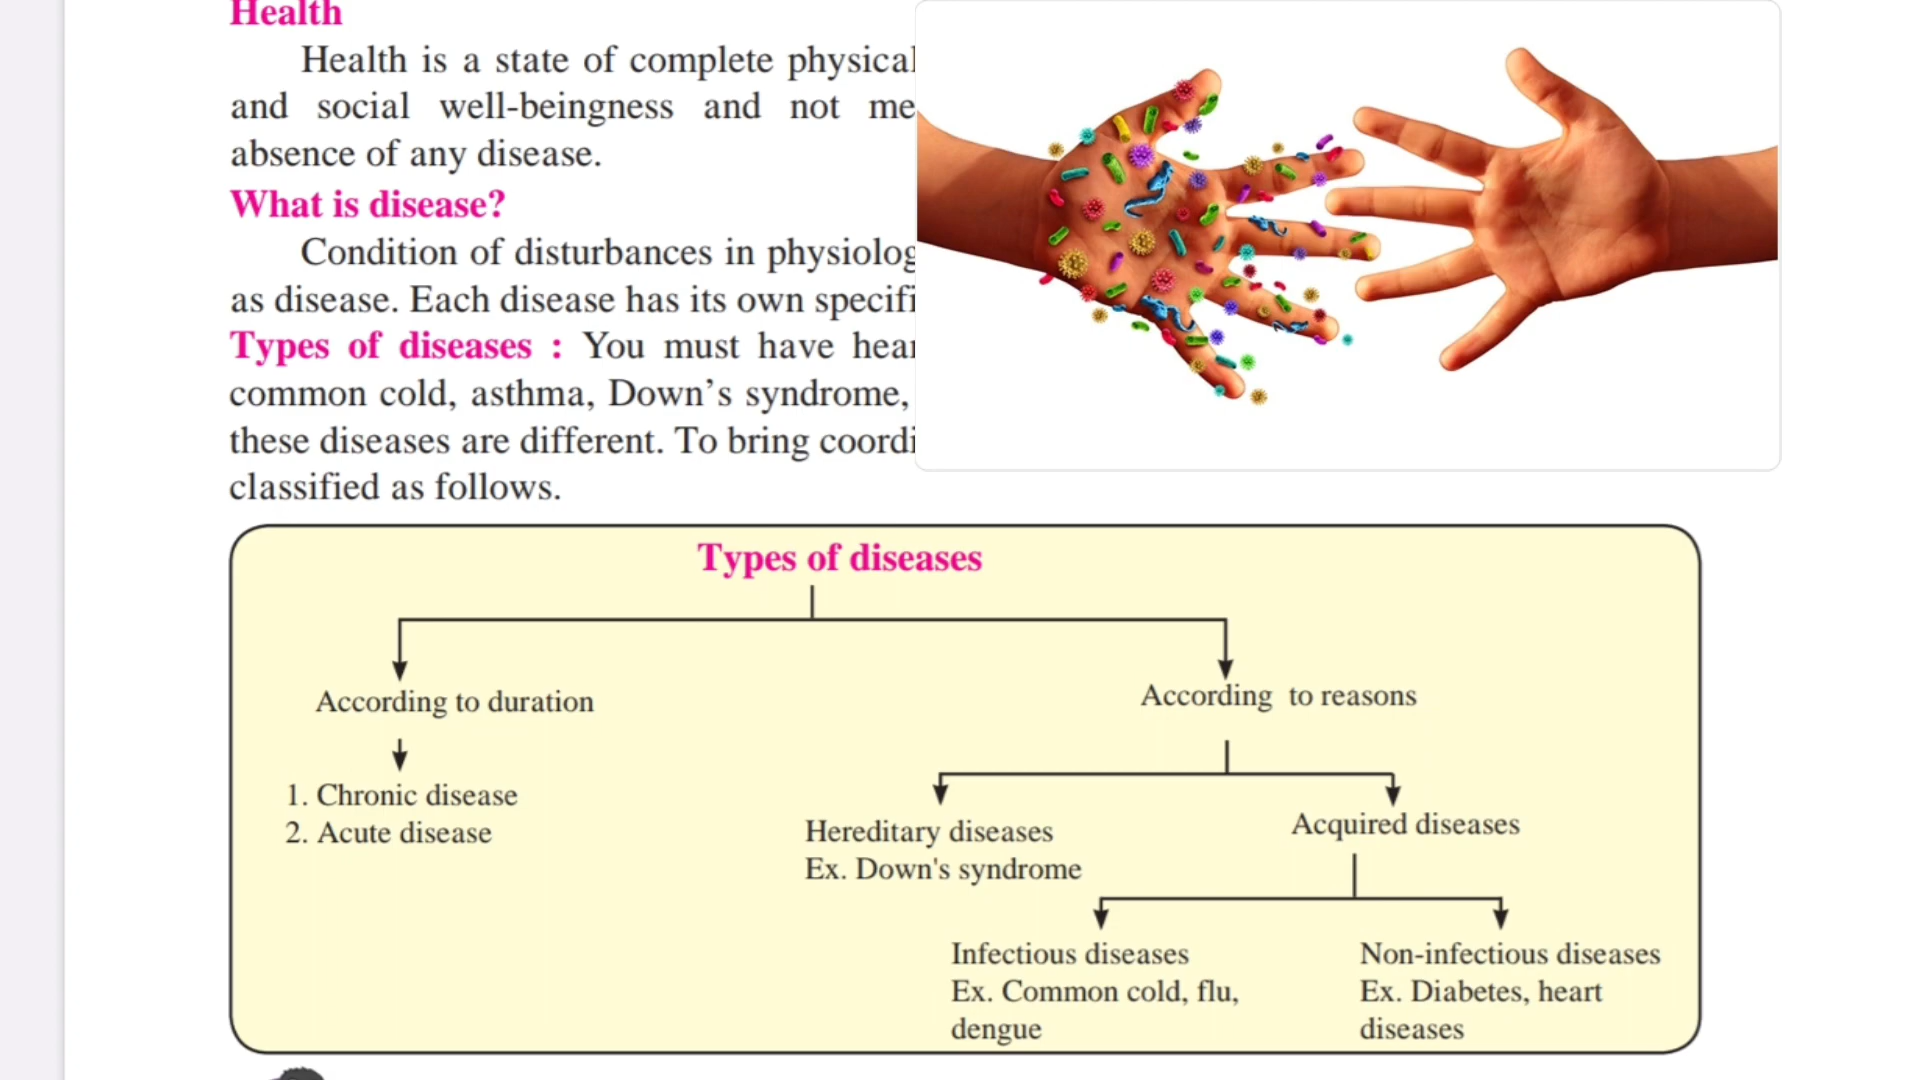 Health
Health is a state of complete physical
and social well-beingness and not me
absence of any disease.
What is disease?
Condition of disturbances in physiolog
as disease. Each disease has its own specifi
Types of diseases : You must have hear
common cold, asthma, Down’s syndrome,
these diseases are different. To bring coordi
classified as follows.
Types of diseases
According to duration
According to reasons
1. Chronic disease
2. Acute disease
Hereditary diseases
Ex. Down's syndrome
Acquired diseases
Infectious diseases
Ex. Common cold, flu,
dengue
Non-infectious diseases
Ex. Diabetes, heart
diseases